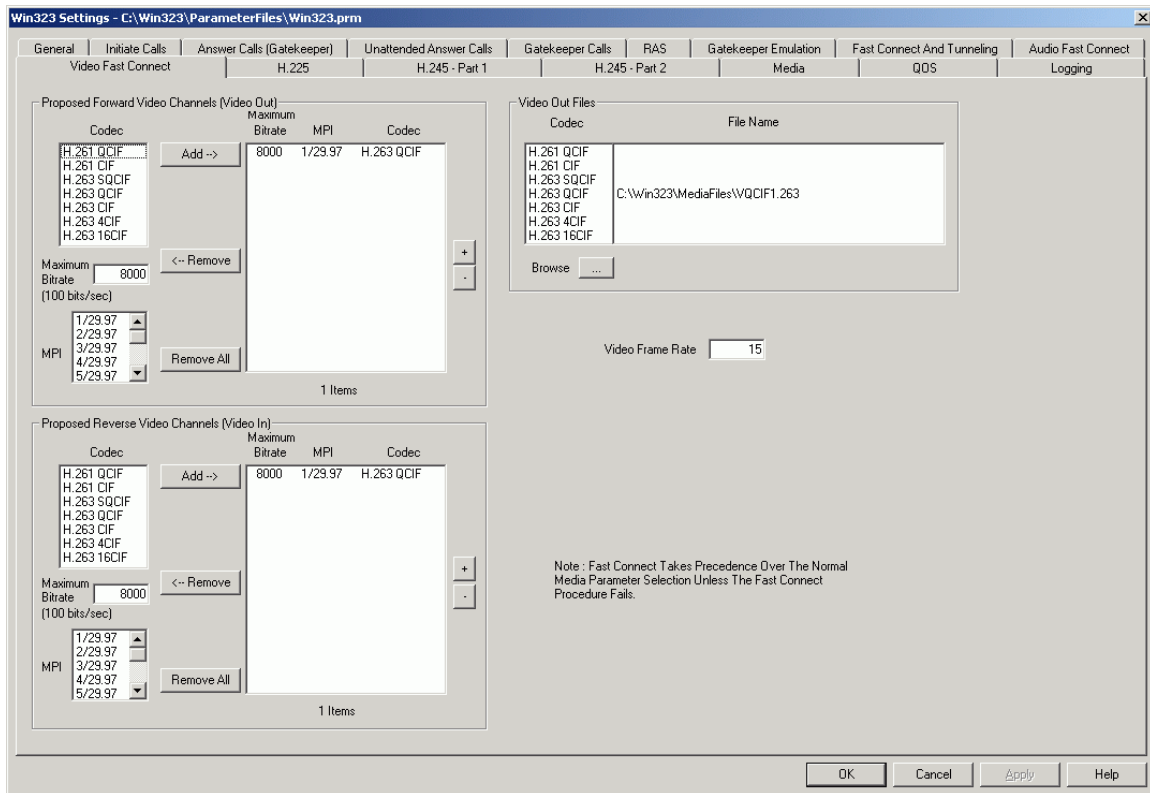 Win323 Settings - C:\Win323\ParameterFiles\Win323.prm
General Initiate Calls Answer Calls (Gatekeeper) Unattended Answer Calls Gatekeeper Calls RAS Gatekeeper Emulation Fast Connect And Tunneling Audio Fast Connect
Video Fast Connect H.225 H.245 - Part 1 H.245 - Part 2 Media QOS Logging
Proposed Forward Video Channels (Video Out)
Codec
H.261 QCIF
H.261 CIF
H.263 SQCIF
H.263 QCIF
H.263 CIF
H.263 4CIF
H.263 16CIF
Add -->
<-- Remove
Remove All
Maximum
Bitrate MPI Codec
8000 1/29.97 H.263 QCIF
+
-
Maximum
Bitrate 8000
(100 bits/sec)
MPI
1/29.97
2/29.97
3/29.97
4/29.97
5/29.97
1 Items
Proposed Reverse Video Channels (Video In)
Codec
H.261 QCIF
H.261 CIF
H.263 SQCIF
H.263 QCIF
H.263 CIF
H.263 4CIF
H.263 16CIF
Add -->
<-- Remove
Remove All
Maximum
Bitrate MPI Codec
8000 1/29.97 H.263 QCIF
+
-
Maximum
Bitrate 8000
(100 bits/sec)
MPI
1/29.97
2/29.97
3/29.97
4/29.97
5/29.97
1 Items
Video Out Files
Codec File Name
H.261 QCIF
H.261 CIF
H.263 SQCIF
H.263 QCIF C:\Win323\MediaFiles\VQCIF1.263
H.263 CIF
H.263 4CIF
H.263 16CIF
Browse ...
Video Frame Rate 15
Note : Fast Connect Takes Precedence Over The Normal
Media Parameter Selection Unless The Fast Connect
Procedure Fails.
OK Cancel Apply Help